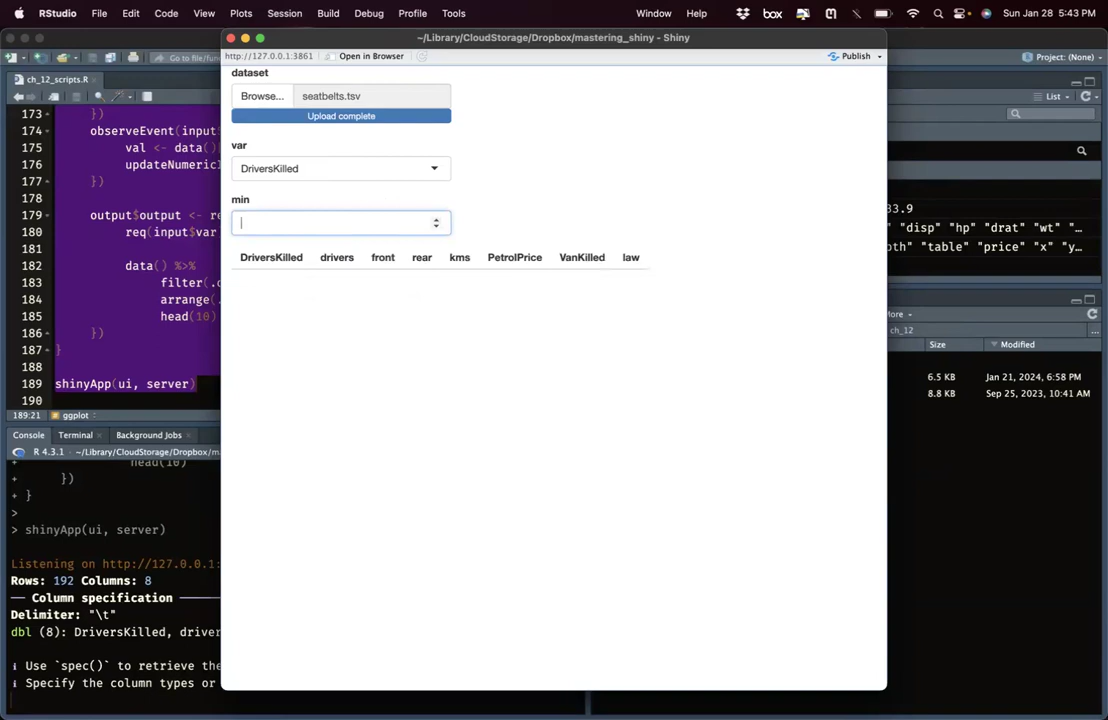 RStudio File Edit Code View Plots Session Build Debug Profile Tools Window Help box Sun Jan 28 5:43 PM
~/Library/CloudStorage/Dropbox/mastering_shiny - Shiny
http://127.0.0.1:3861 Open in Browser Publish
Go to file/fun
Project: (None)
ch_12_scripts.R
List
dataset
Browse... seatbelts.tsv
Upload complete
var
DriversKilled
min
DriversKilled drivers front rear kms PetrolPrice VanKilled law
173 })
174 observeEvent(input
175 val <- data()
176 updateNumericI
177 })
178
179 output$output <- re
180 req(input$var
181
182 data() %>%
183 filter(.d
184 arrange(.
185 head(10)
186 })
187 }
188
189 shinyApp(ui, server)
190
189:21 ggplot
33.9
" "disp" "hp" "drat" "wt" "…
pth" "table" "price" "x" "y…
More
ch_12
...
Size Modified
6.5 KB Jan 21, 2024, 6:58 PM
8.8 KB Sep 25, 2023, 10:41 AM
Console Terminal Background Jobs
R 4.3.1 · ~/Library/CloudStorage/Dropbox/ma
+ head(10)
+ })
+ }
>
> shinyApp(ui, server)
Listening on http://127.0.0.1:
Rows: 192 Columns: 8
── Column specification ────
Delimiter: "\t"
dbl (8): DriversKilled, driver
ℹ Use `spec()` to retrieve the
ℹ Specify the column types or